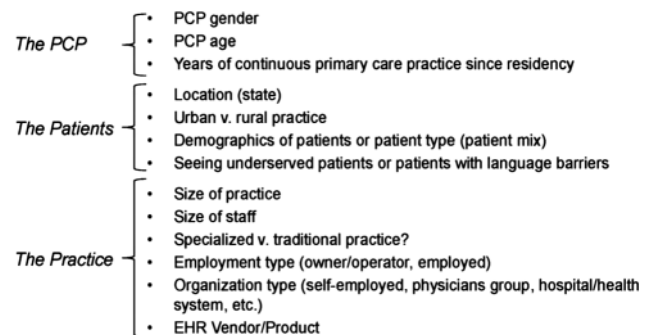 The PCP
• PCP gender
• PCP age
• Years of continuous primary care practice since residency
The Patients
• Location (state)
• Urban v. rural practice
• Demographics of patients or patient type (patient mix)
• Seeing underserved patients or patients with language barriers
The Practice
• Size of practice
• Size of staff
• Specialized v. traditional practice?
• Employment type (owner/operator, employed)
• Organization type (self-employed, physicians group, hospital/health
system, etc.)
• EHR Vendor/Product